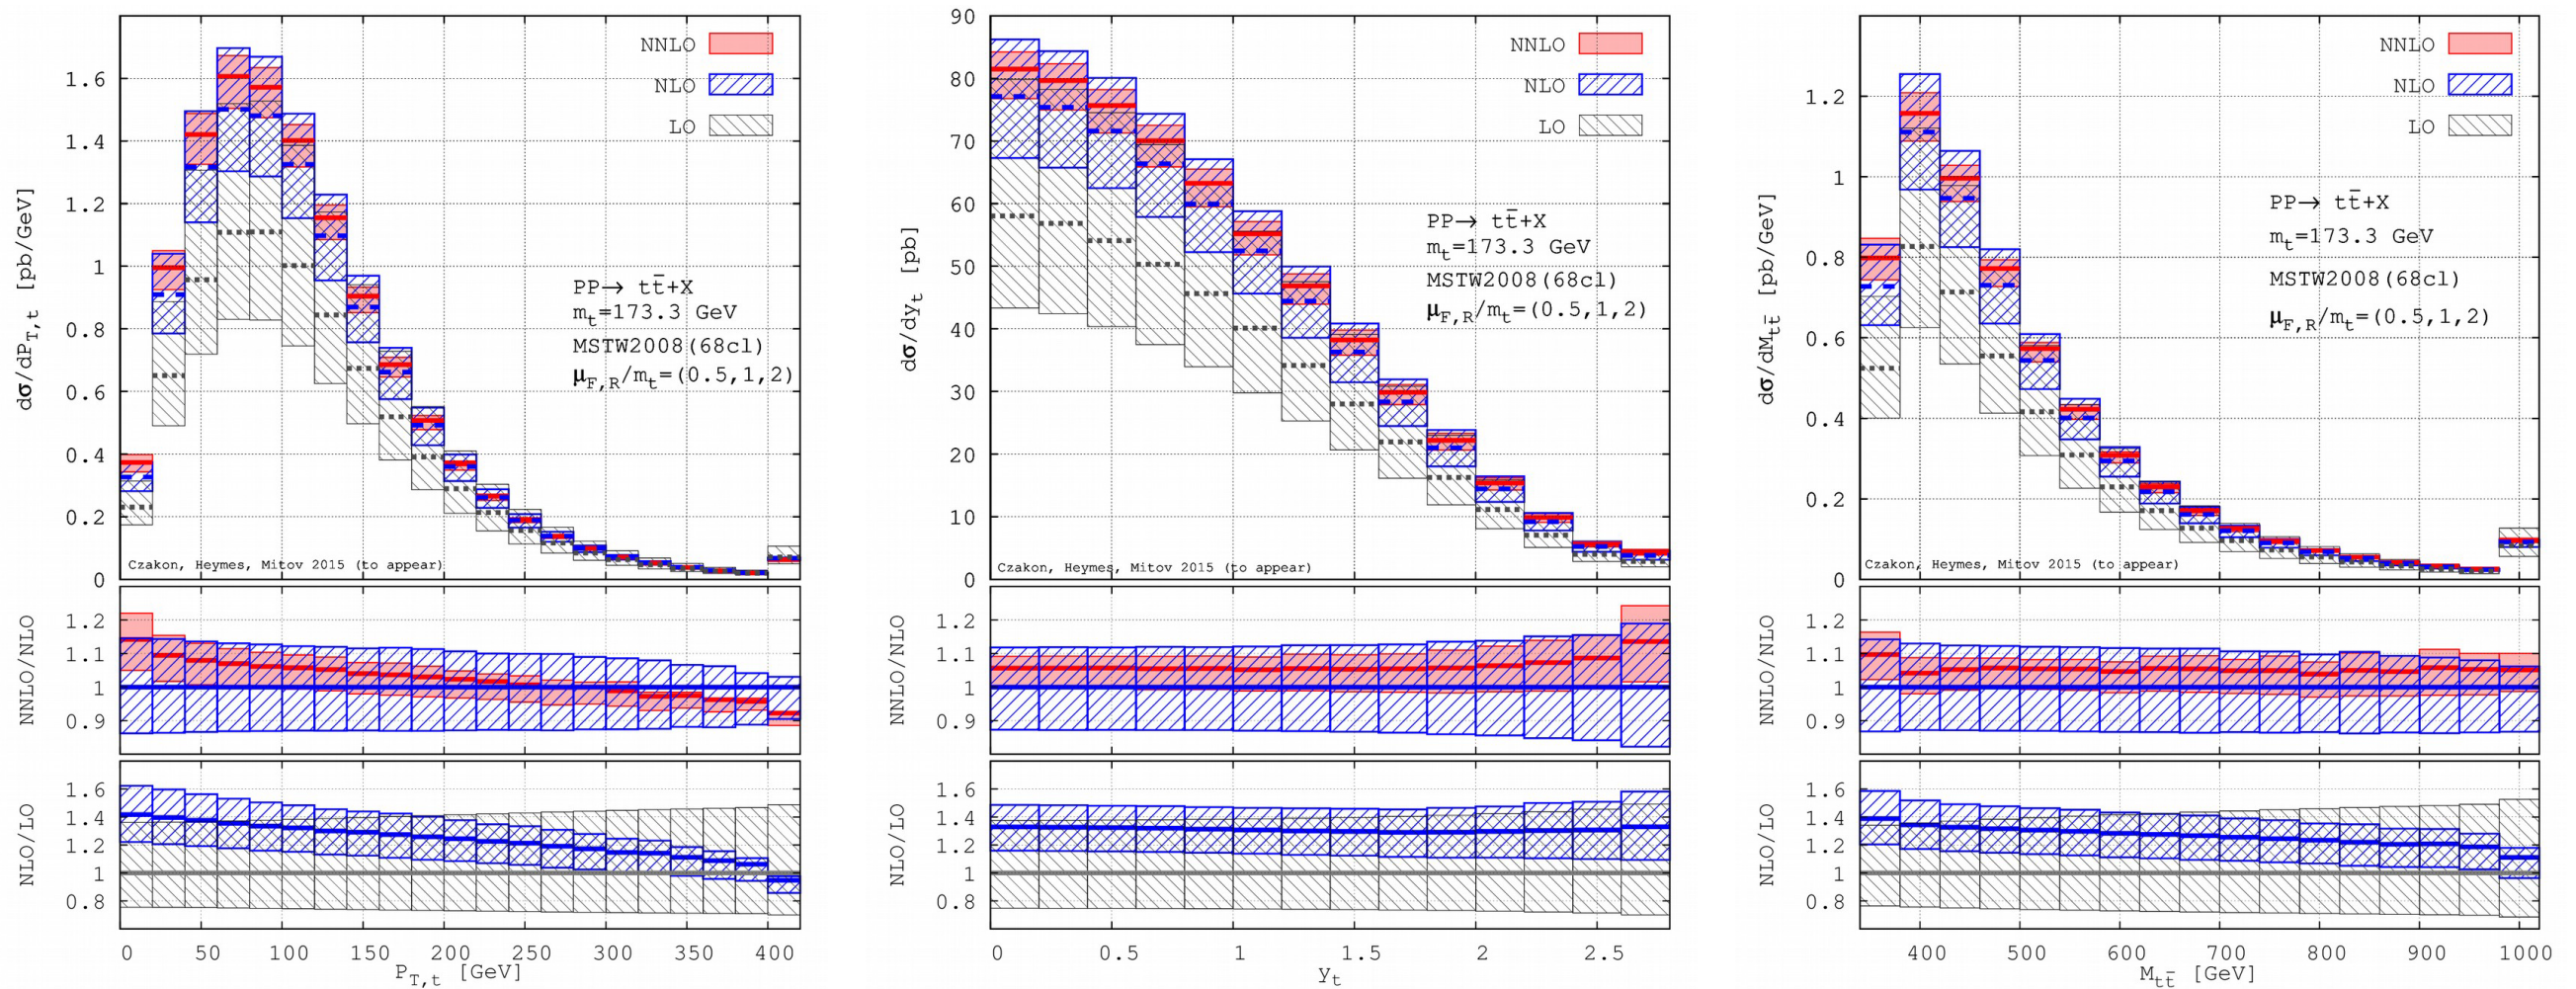 NNLO
NLO
LO
1.6
1.4
1.2
1
0.8
0.6
0.4
0.2
0
dσ/dP_T,t [pb/GeV]
PP→ tt̄+X
m_t=173.3 GeV
MSTW2008(68cl)
μ_F,R/m_t=(0.5,1,2)
Czakon, Heymes, Mitov 2015 (to appear)
NNLO/NLO
1.2
1.1
1
0.9
NLO/LO
1.6
1.4
1.2
1
0.8
0 50 100 150 200 250 300 350 400
P_T,t [GeV]
NNLO
NLO
LO
90
80
70
60
50
40
30
20
10
0
dσ/dy_t [pb]
PP→ tt̄+X
m_t=173.3 GeV
MSTW2008(68cl)
μ_F,R/m_t=(0.5,1,2)
Czakon, Heymes, Mitov 2015 (to appear)
NNLO/NLO
1.2
1.1
1
0.9
NLO/LO
1.6
1.4
1.2
1
0.8
0 0.5 1 1.5 2 2.5
y_t
NNLO
NLO
LO
1.2
1
0.8
0.6
0.4
0.2
0
dσ/dM_tt̄ [pb/GeV]
PP→ tt̄+X
m_t=173.3 GeV
MSTW2008(68cl)
μ_F,R/m_t=(0.5,1,2)
Czakon, Heymes, Mitov 2015 (to appear)
NNLO/NLO
1.2
1.1
1
0.9
NLO/LO
1.6
1.4
1.2
1
0.8
400 500 600 700 800 900 1000
M_tt̄ [GeV]